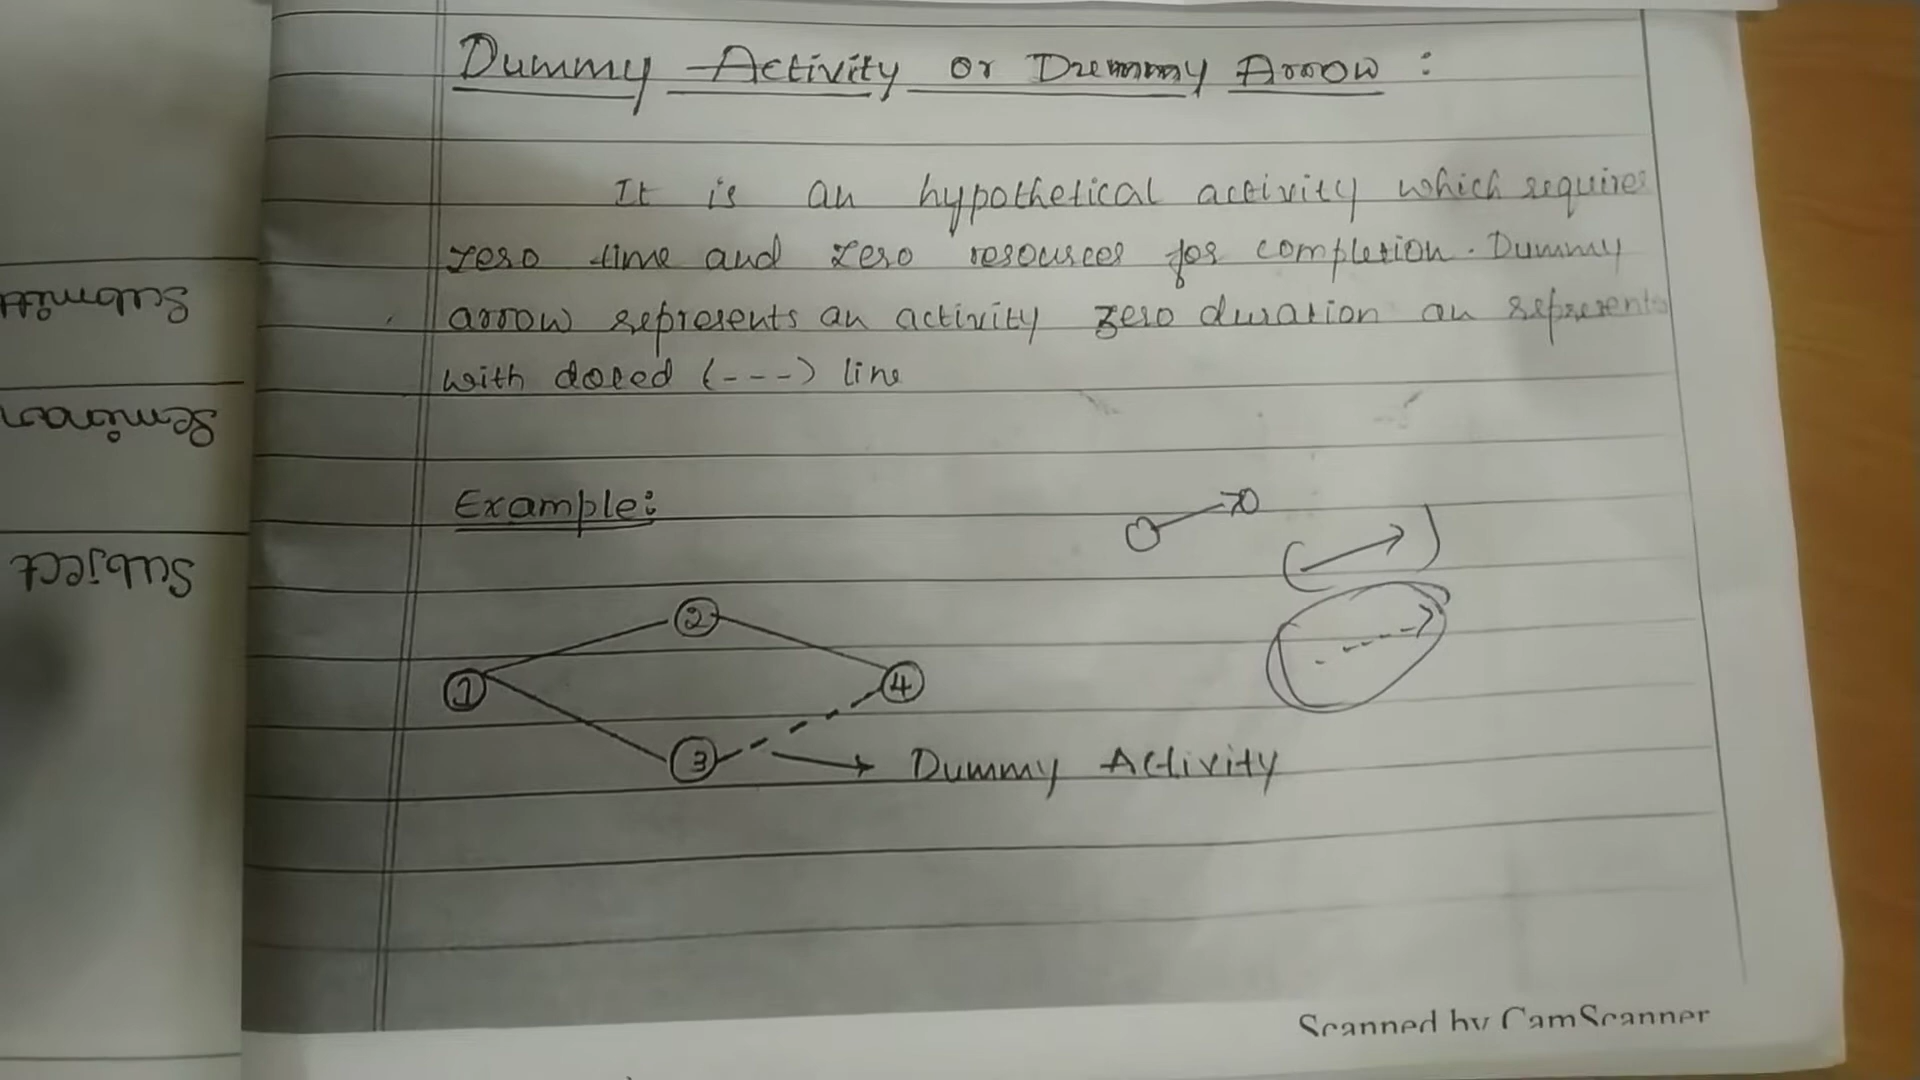 Dummy Activity or Dummy Arrow :
It is an hypothetical activity which requires
zero time and zero resources for completion. Dummy
arrow represents an activity zero duration an represents
with doted (---) line
Example:
2
1
4
3
Dummy Activity
Submitt
Seminar
Subject
Scanned by CamScanner